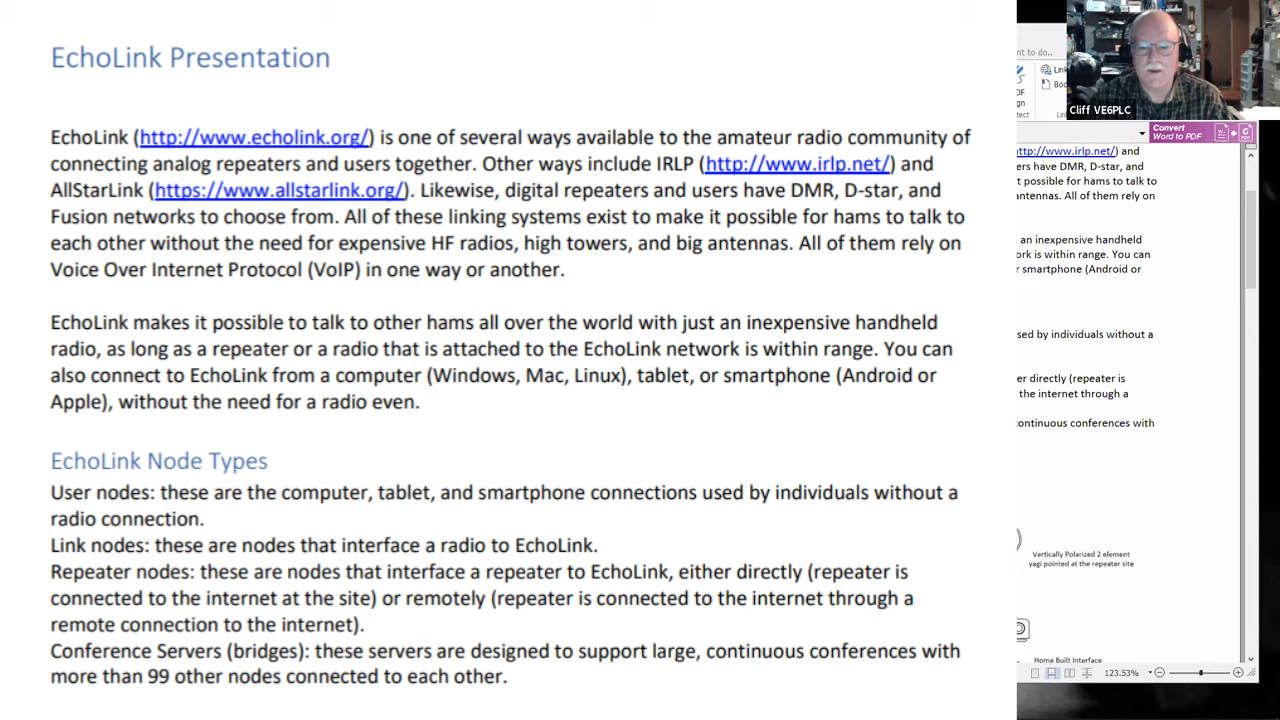 EchoLink Presentation
EchoLink (http://www.echolink.org/) is one of several ways available to the amateur radio community of
connecting analog repeaters and users together. Other ways include IRLP (http://www.irlp.net/) and
AllStarLink (https://www.allstarlink.org/). Likewise, digital repeaters and users have DMR, D-star, and
Fusion networks to choose from. All of these linking systems exist to make it possible for hams to talk to
each other without the need for expensive HF radios, high towers, and big antennas. All of them rely on
Voice Over Internet Protocol (VoIP) in one way or another.
EchoLink makes it possible to talk to other hams all over the world with just an inexpensive handheld
radio, as long as a repeater or a radio that is attached to the EchoLink network is within range. You can
also connect to EchoLink from a computer (Windows, Mac, Linux), tablet, or smartphone (Android or
Apple), without the need for a radio even.
EchoLink Node Types
User nodes: these are the computer, tablet, and smartphone connections used by individuals without a
radio connection.
Link nodes: these are nodes that interface a radio to EchoLink.
Repeater nodes: these are nodes that interface a repeater to EchoLink, either directly (repeater is
connected to the internet at the site) or remotely (repeater is connected to the internet through a
remote connection to the internet).
Conference Servers (bridges): these servers are designed to support large, continuous conferences with
more than 99 other nodes connected to each other.
nt to do..
Link
Boo
Cliff VE6PLC
Convert
Word to PDF
ttp://www.irlp.net/) and
ers have DMR, D-star, and
t possible for hams to talk to
antennas. All of them rely on
an inexpensive handheld
ork is within range. You can
r smartphone (Android or
sed by individuals without a
er directly (repeater is
the internet through a
ontinuous conferences with
Vertically Polarized 2 element
yagi pointed at the repeater site
Home Built Interface
123.53%